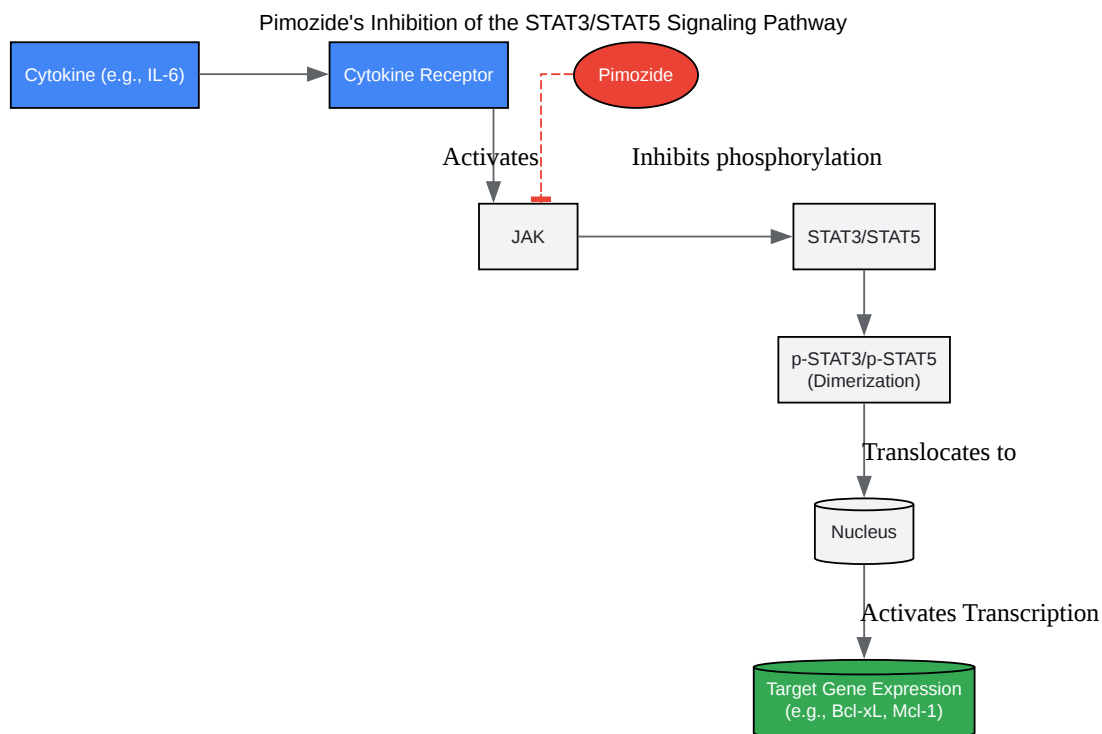 Pimozide's Inhibition of the STAT3/STAT5 Signaling Pathway
Cytokine (e.g., IL-6)
Cytokine Receptor
Pimozide
Activates
Inhibits phosphorylation
JAK
STAT3/STAT5
p-STAT3/p-STAT5
(Dimerization)
Translocates to
Nucleus
Activates Transcription
Target Gene Expression
(e.g., Bcl-xL, Mcl-1)